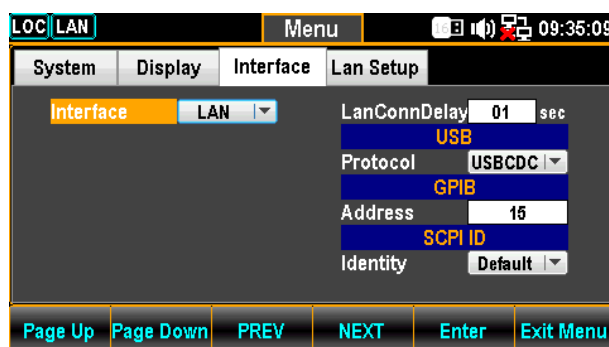 LOC LAN Menu 16 09:35:09
System Display Interface Lan Setup
Interface LAN LanConnDelay 01 sec
USB
Protocol USBCDC
GPIB
Address 15
SCPI ID
Identity Default
Page Up Page Down PREV NEXT Enter Exit Menu